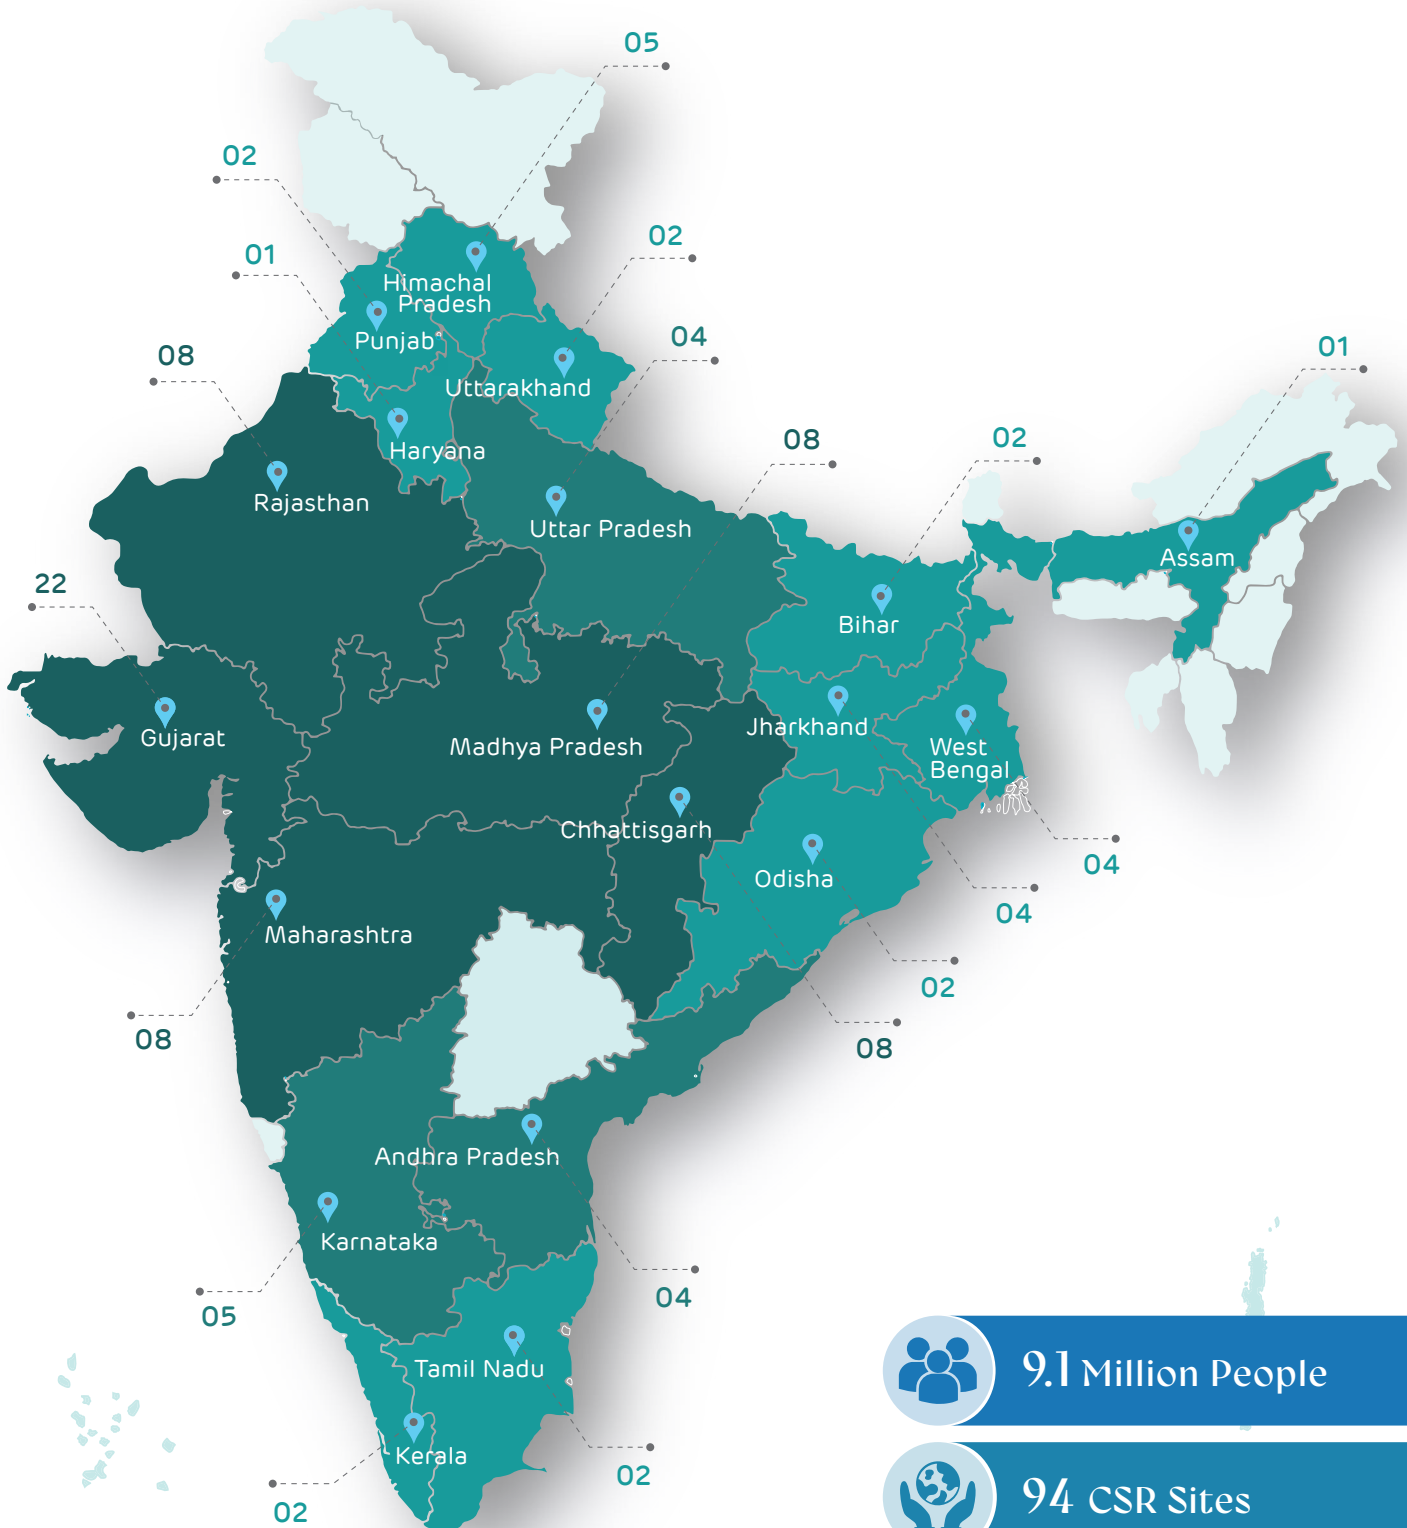 05
02
02
01
Himachal
Pradesh
Punjab
04
08
01
Uttarakhand
Haryana
08
02
Rajasthan
Uttar Pradesh
Assam
22
Bihar
Gujarat
Jharkhand
Madhya Pradesh
West
Bengal
Chhattisgarh
04
Odisha
04
Maharashtra
02
08
08
Andhra Pradesh
Karnataka
04
05
Tamil Nadu
9.1 Million People
Kerala
02
02
94 CSR Sites